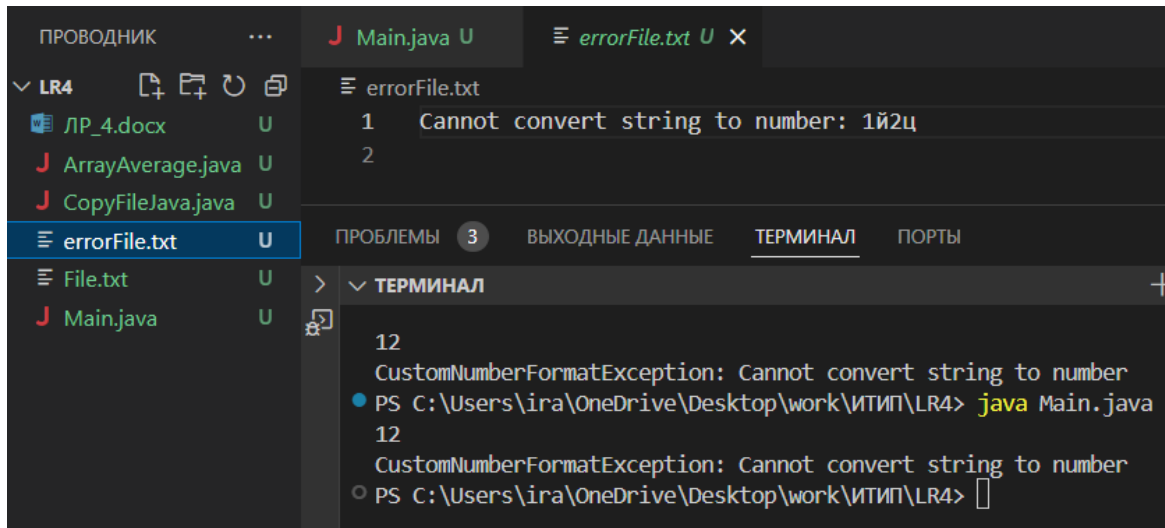 ПРОВОДНИК ...
LR4
ЛР_4.docx U
J ArrayAverage.java U
J CopyFileJava.java U
errorFile.txt U
File.txt U
J Main.java U
J Main.java U errorFile.txt U
errorFile.txt
1 Cannot convert string to number: 1й2ц
2
ПРОБЛЕМЫ 3 ВЫХОДНЫЕ ДАННЫЕ ТЕРМИНАЛ ПОРТЫ
ТЕРМИНАЛ
12
CustomNumberFormatException: Cannot convert string to number
PS C:\Users\ira\OneDrive\Desktop\work\ИТИП\LR4> java Main.java
12
CustomNumberFormatException: Cannot convert string to number
PS C:\Users\ira\OneDrive\Desktop\work\ИТИП\LR4>